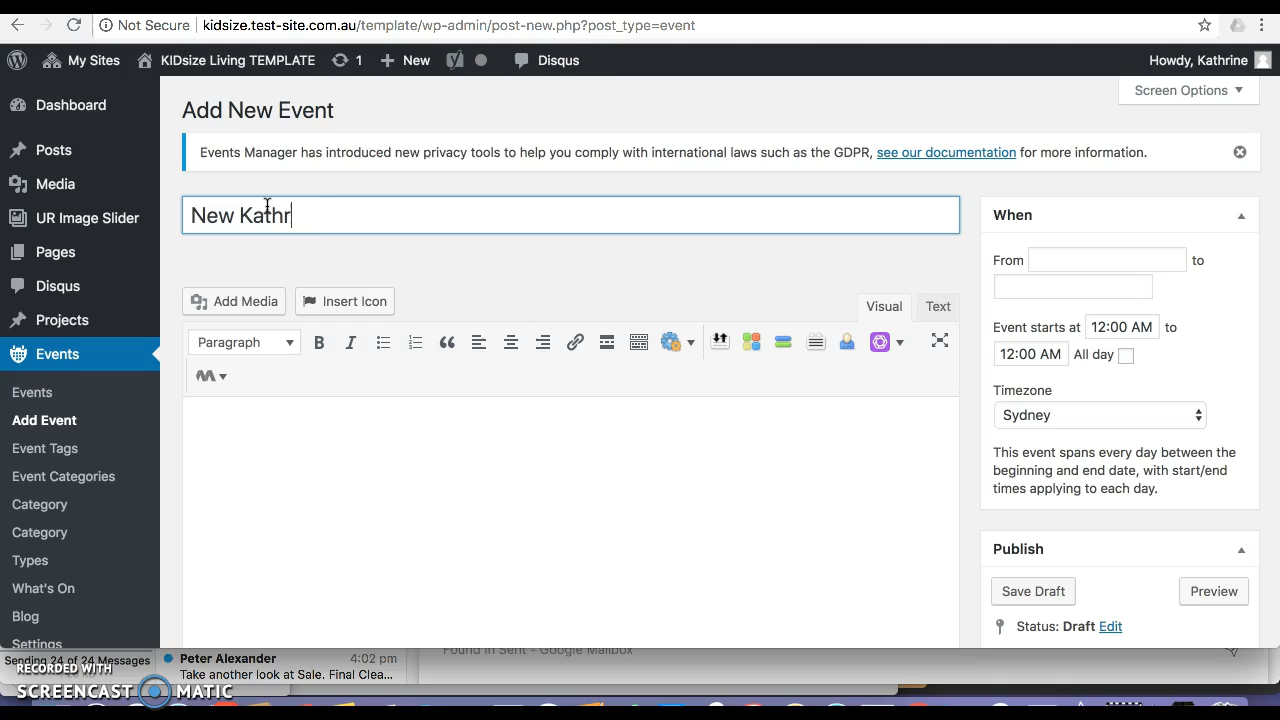 Not Secure kidsize.test-site.com.au/template/wp-admin/post-new.php?post_type=event
My Sites KIDsize Living TEMPLATE 1 New Disqus Howdy, Kathrine
Screen Options
Dashboard
Posts
Media
UR Image Slider
Pages
Disqus
Projects
Events
Events
Add Event
Event Tags
Event Categories
Category
Category
Types
What's On
Blog
Settings
Add New Event
Events Manager has introduced new privacy tools to help you comply with international laws such as the GDPR, see our documentation for more information.
New Kathr
Add Media Insert Icon
Visual Text
Paragraph
When
From to
Event starts at 12:00 AM to
12:00 AM All day
Timezone
Sydney
This event spans every day between the
beginning and end date, with start/end
times applying to each day.
Publish
Save Draft Preview
Status: Draft Edit
Sending 24 of 24 Messages
Peter Alexander 4:02 pm
Take another look at Sale. Final Clea...
Found in Sent - Google Mailbox
RECORDED WITH
SCREENCAST MATIC